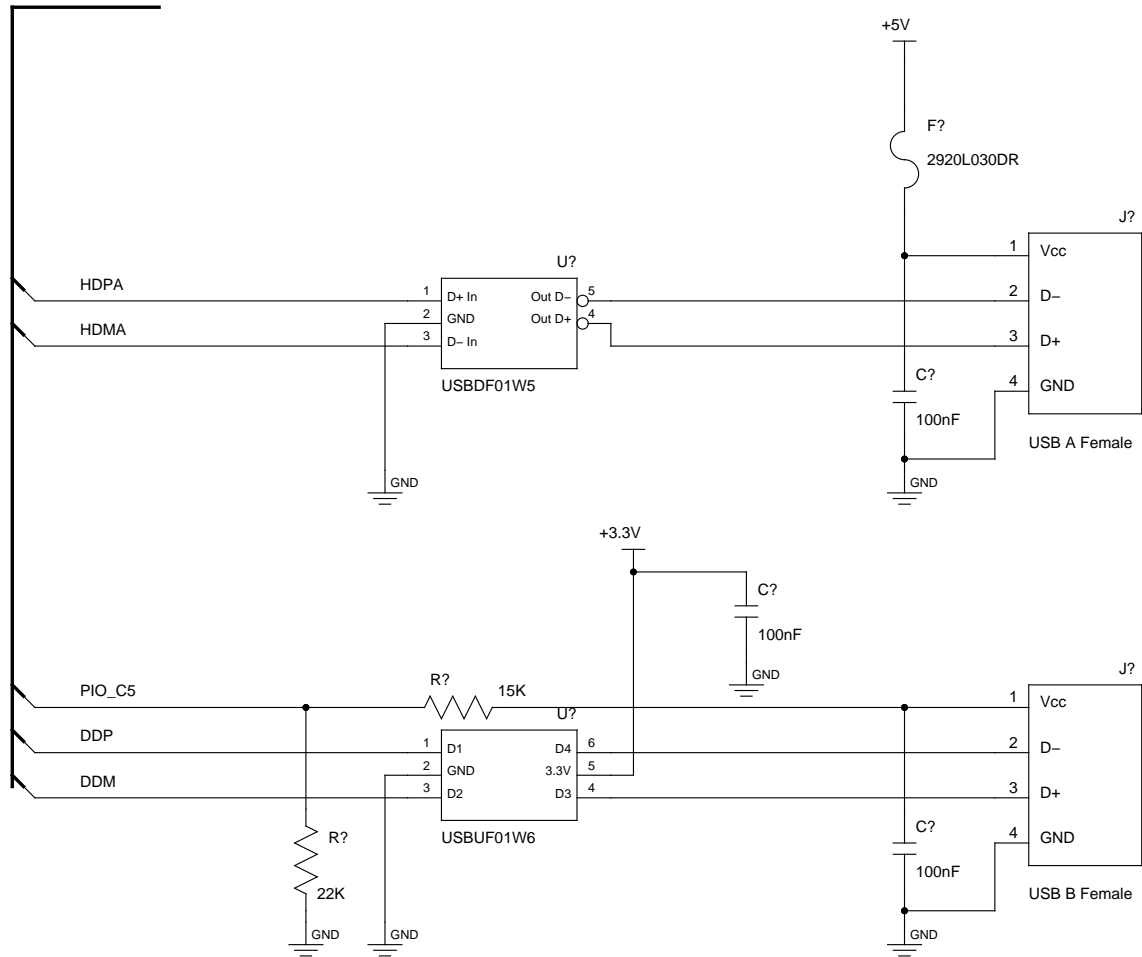 +5V
F?
2920L030DR
J?
1 Vcc
2 D–
3 D+
4 GND
USB A Female
HDPA
HDMA
U?
1 D+ In
2 GND
3 D– In
Out D– 5
Out D+ 4
USBDF01W5
GND
C?
100nF
GND
+3.3V
C?
100nF
GND
J?
1 Vcc
2 D–
3 D+
4 GND
USB B Female
PIO_C5
DDP
DDM
R?
15K
U?
1 D1
2 GND
3 D2
D4 6
3.3V 5
D3 4
USBUF01W6
R?
22K
GND
GND
C?
100nF
GND